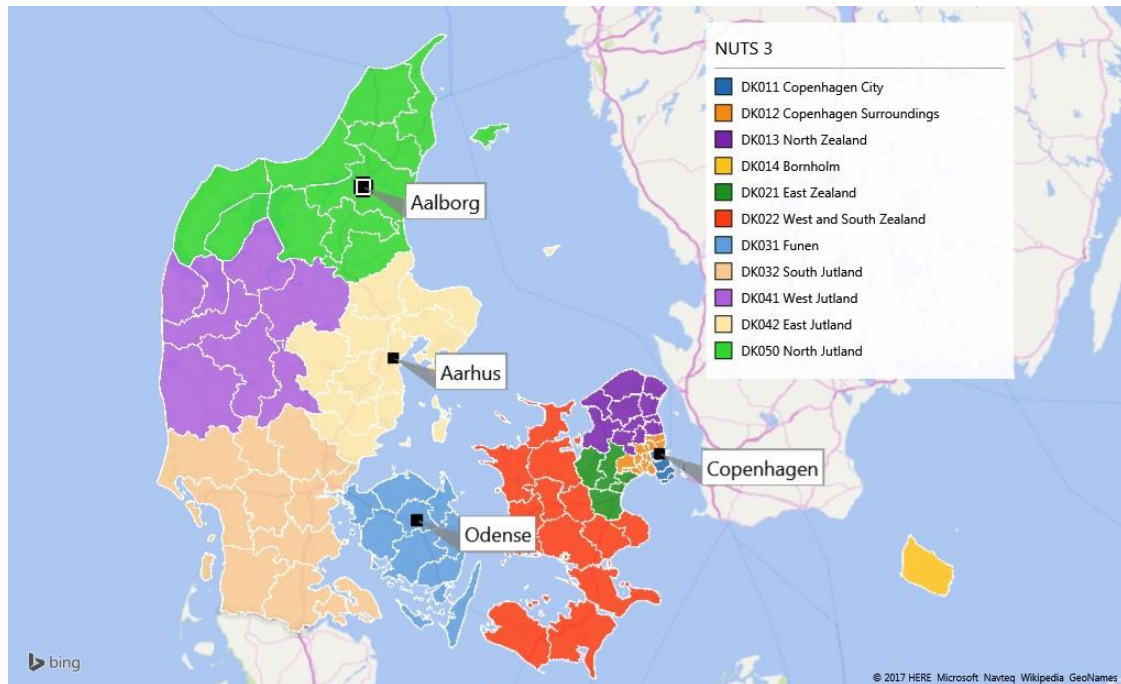 NUTS 3
DK011 Copenhagen City
DK012 Copenhagen Surroundings
DK013 North Zealand
DK014 Bornholm
DK021 East Zealand
DK022 West and South Zealand
DK031 Funen
DK032 South Jutland
DK041 West Jutland
DK042 East Jutland
DK050 North Jutland
Aalborg
Aarhus
Copenhagen
Odense
bing
© 2017 HERE Microsoft Navteq Wikipedia GeoNames